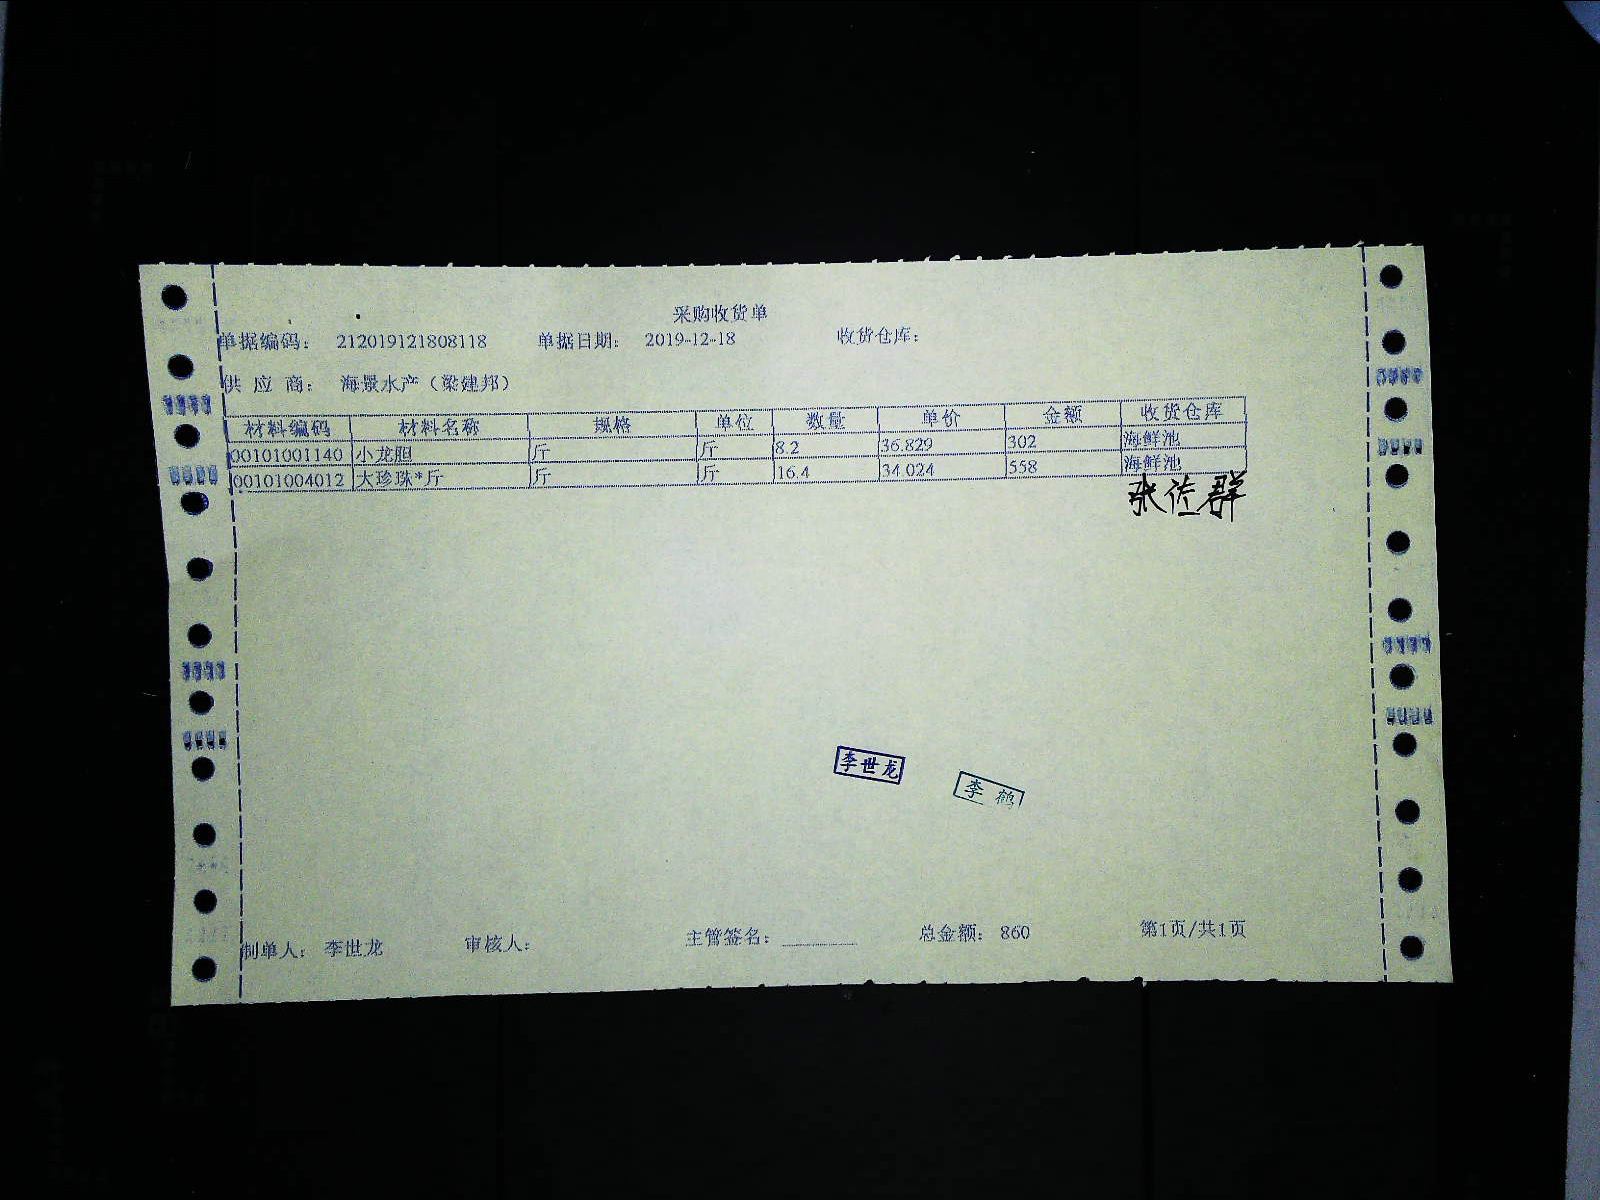 采购收货单
单据编码： 212019121808118 单据日期： 2019-12-18 收货仓库：
供 应 商： 海景水产（梁建邦）
材料编码 材料名称 规格 单位 数量 单价 金额 收货仓库
00101001140 小龙胆 斤 斤 8.2 36.829 302 海鲜池
00101004012 大珍珠*斤 斤 斤 16.4 34.024 558 海鲜池
张佐群
李世龙
李 鹤
制单人： 李世龙 审核人： 主管签名： 总金额： 860 第1页/共1页